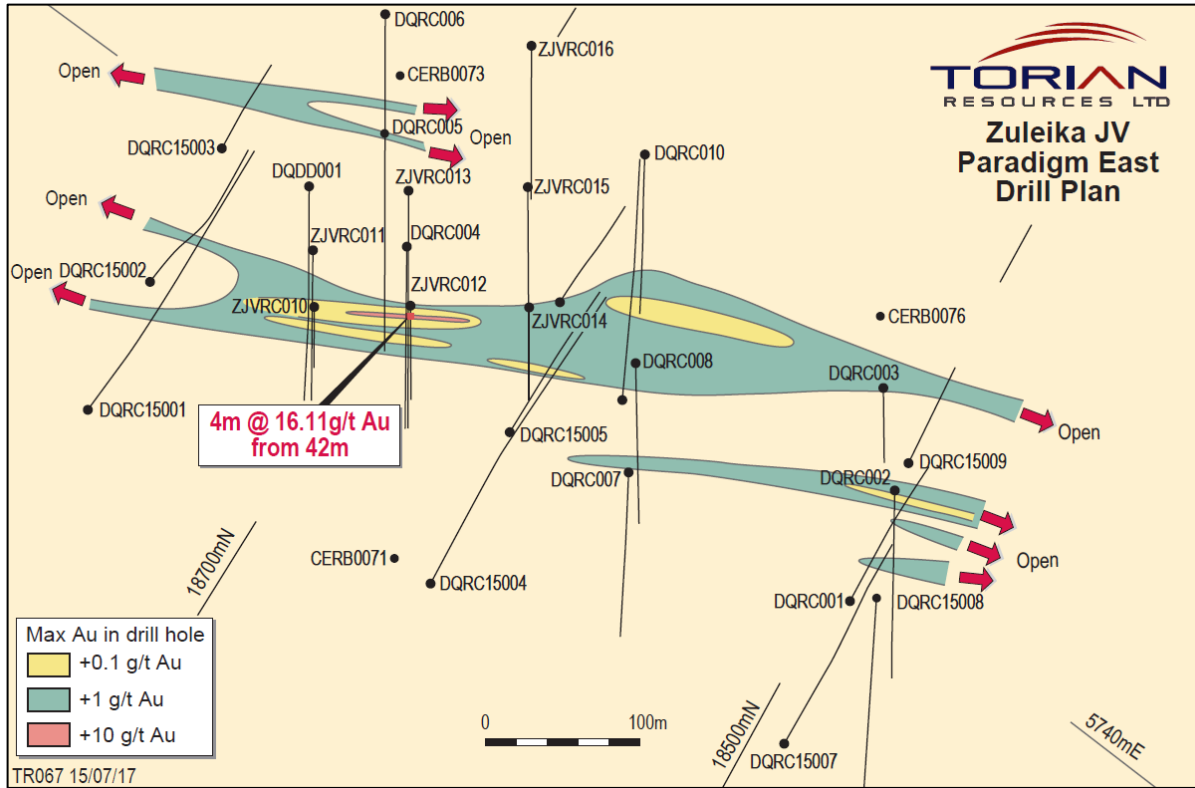 DQRC006
ZJVRC016
TORIAN
RESOURCES LTD
Zuleika JV
Paradigm East
Drill Plan
Open
CERB0073
DQRC005
Open
DQRC15003
DQRC010
DQDD001
ZJVRC013
ZJVRC015
Open
ZJVRC011
DQRC004
Open
DQRC15002
ZJVRC010
ZJVRC012
ZJVRC014
CERB0076
DQRC008
DQRC003
DQRC15001
4m @ 16.11g/t Au
from 42m
DQRC15005
Open
DQRC007
DQRC15009
DQRC002
18700mN
CERB0071
DQRC15004
Open
DQRC001
DQRC15008
Max Au in drill hole
+0.1 g/t Au
+1 g/t Au
+10 g/t Au
0
100m
18500mN
DQRC15007
5740mE
TR067 15/07/17